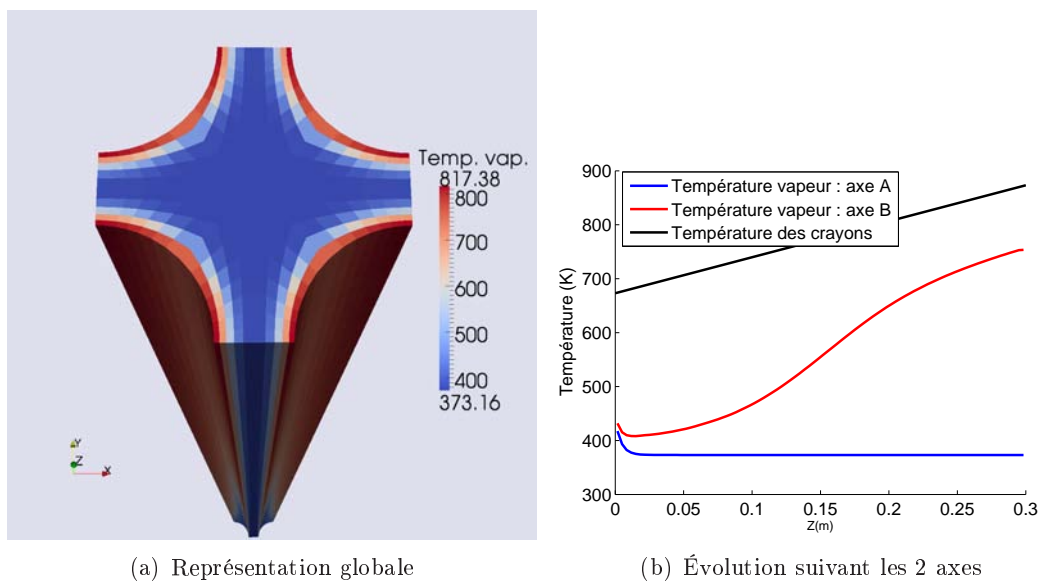 Temp. vap.
817.38
800
700
600
500
400
373.16
Y
Z
X
(a) Représentation globale
Température vapeur : axe A
Température vapeur : axe B
Température des crayons
Température (K)
900
800
700
600
500
400
300
0
0.05
0.1
0.15
0.2
0.25
0.3
Z(m)
(b) Évolution suivant les 2 axes